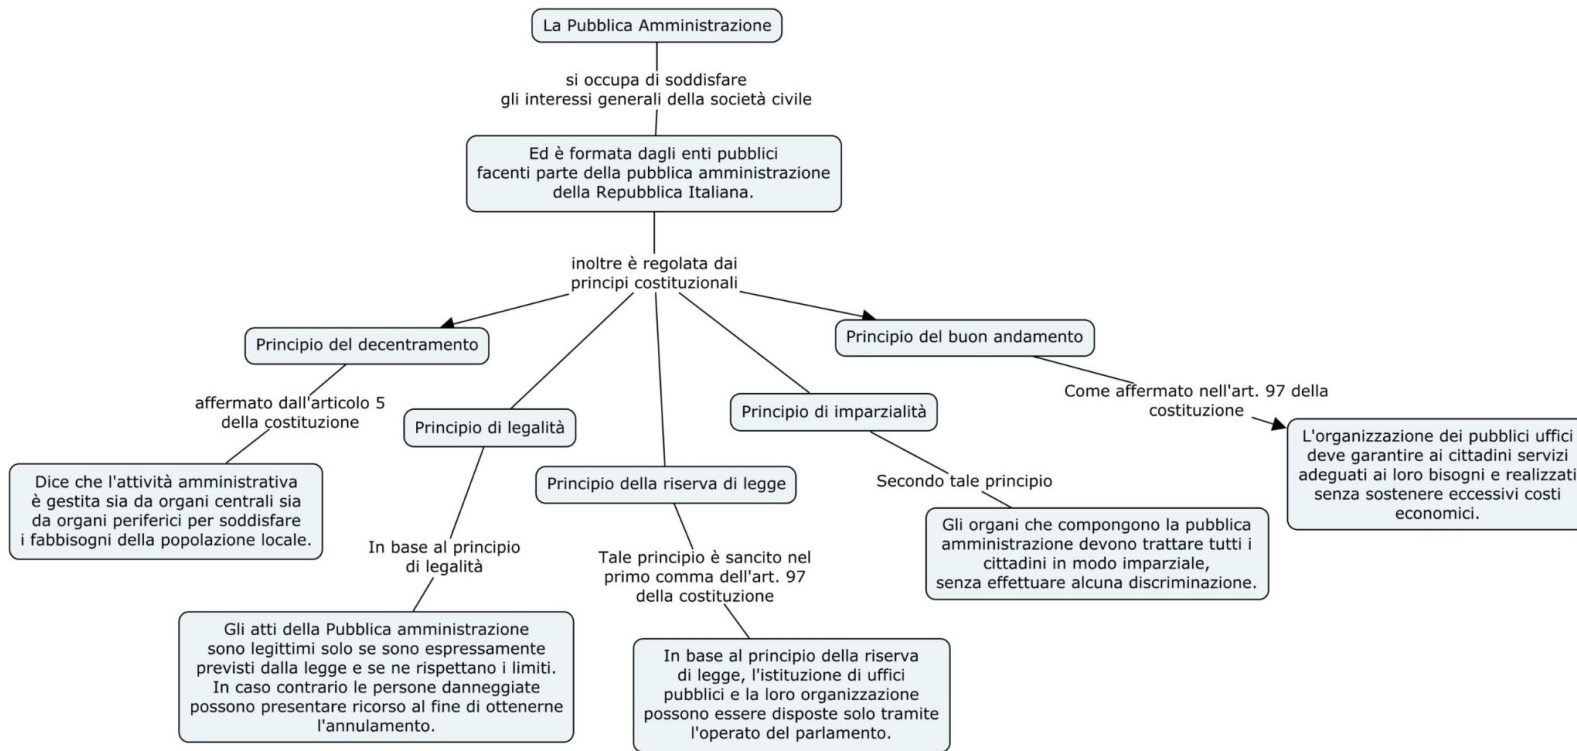 La Pubblica Amministrazione
si occupa di soddisfare
gli interessi generali della società civile
Ed è formata dagli enti pubblici
facenti parte della pubblica amministrazione
della Repubblica Italiana.
inoltre è regolata dai
principi costituzionali
Principio del decentramento
affermato dall'articolo 5
della costituzione
Dice che l'attività amministrativa
è gestita sia da organi centrali sia
da organi periferici per soddisfare
i fabbisogni della popolazione locale.
Principio di legalità
In base al principio
di legalità
Gli atti della Pubblica amministrazione
sono legittimi solo se sono espressamente
previsti dalla legge e se ne rispettano i limiti.
In caso contrario le persone danneggiate
possono presentare ricorso al fine di ottenerne
l'annulamento.
Principio della riserva di legge
Tale principio è sancito nel
primo comma dell'art. 97
della costituzione
In base al principio della riserva
di legge, l'istituzione di uffici
pubblici e la loro organizzazione
possono essere disposte solo tramite
l'operato del parlamento.
Principio di imparzialità
Secondo tale principio
Gli organi che compongono la pubblica
amministrazione devono trattare tutti i
cittadini in modo imparziale,
senza effettuare alcuna discriminazione.
Principio del buon andamento
Come affermato nell'art. 97 della
costituzione
L'organizzazione dei pubblici uffici
deve garantire ai cittadini servizi
adeguati ai loro bisogni e realizzati
senza sostenere eccessivi costi
economici.